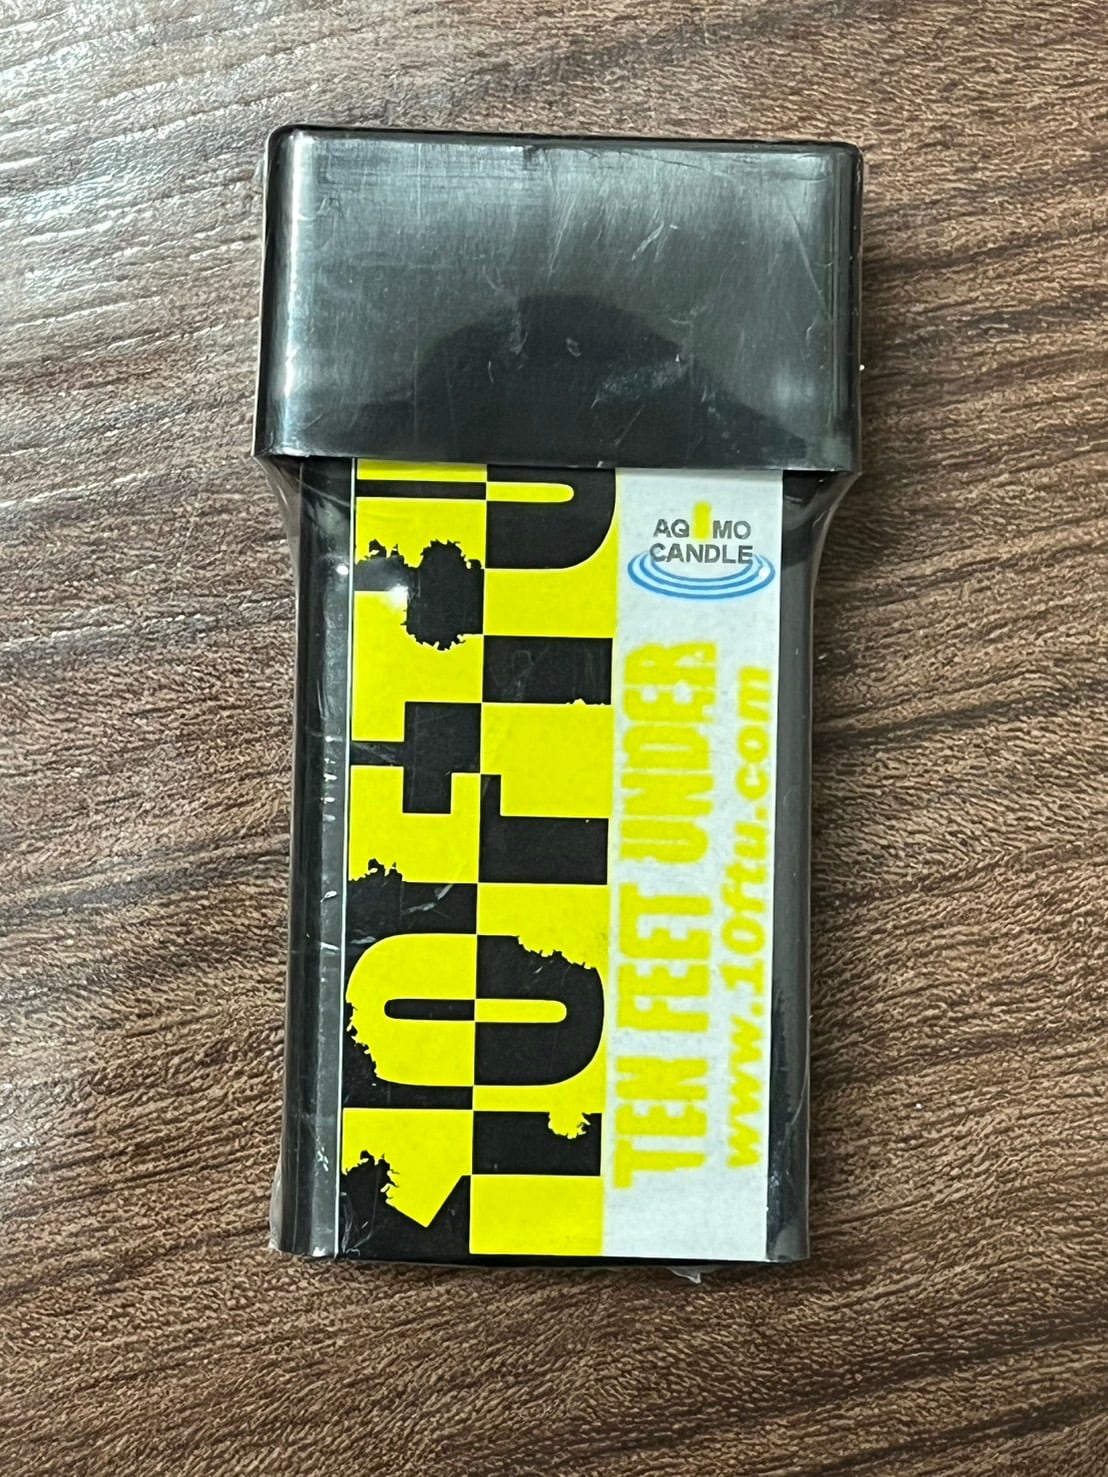 AQ MO
CANDLE
10FTU
TEN FEET UNDER
www.10ftu.com